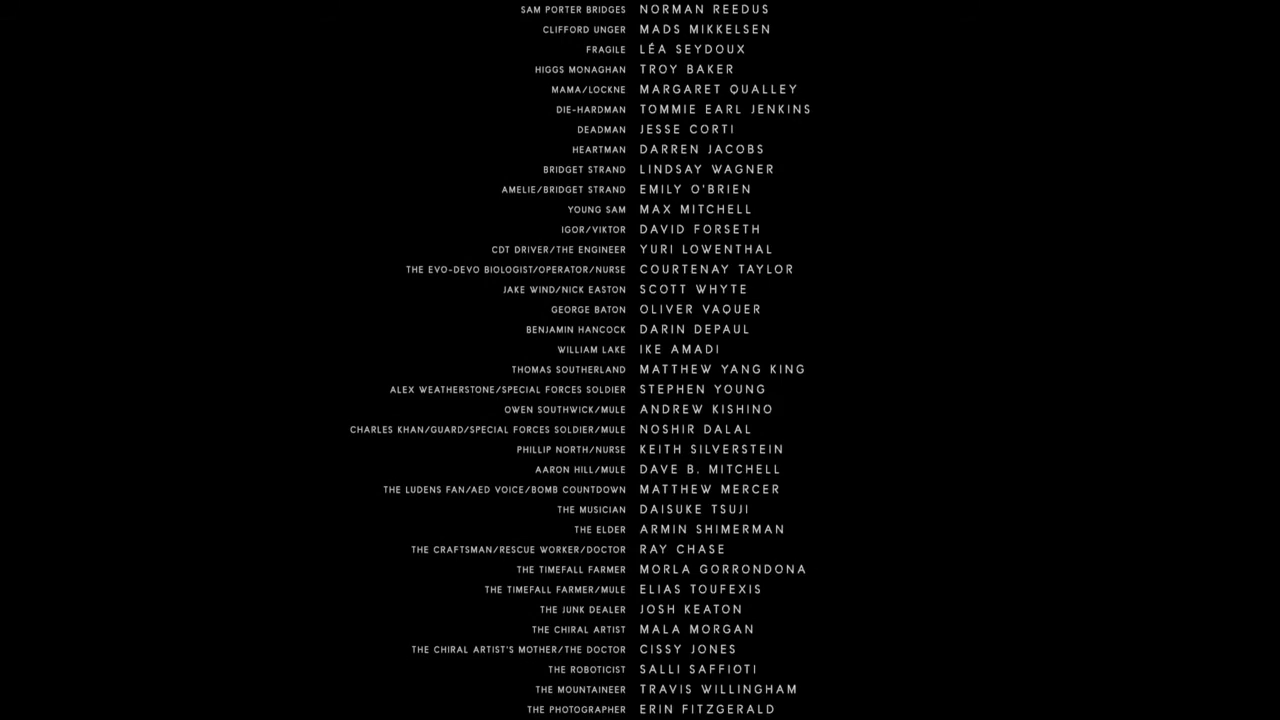 SAM PORTER BRIDGES NORMAN REEDUS
CLIFFORD UNGER MADS MIKKELSEN
FRAGILE LÉA SEYDOUX
HIGGS MONAGHAN TROY BAKER
MAMA/LOCKNE MARGARET QUALLEY
DIE-HARDMAN TOMMIE EARL JENKINS
DEADMAN JESSE CORTI
HEARTMAN DARREN JACOBS
BRIDGET STRAND LINDSAY WAGNER
AMELIE/BRIDGET STRAND EMILY O'BRIEN
YOUNG SAM MAX MITCHELL
IGOR/VIKTOR DAVID FORSETH
CDT DRIVER/THE ENGINEER YURI LOWENTHAL
THE EVO-DEVO BIOLOGIST/OPERATOR/NURSE COURTENAY TAYLOR
JAKE WIND/NICK EASTON SCOTT WHYTE
GEORGE BATON OLIVER VAQUER
BENJAMIN HANCOCK DARIN DEPAUL
WILLIAM LAKE IKE AMADI
THOMAS SOUTHERLAND MATTHEW YANG KING
ALEX WEATHERSTONE/SPECIAL FORCES SOLDIER STEPHEN YOUNG
OWEN SOUTHWICK/MULE ANDREW KISHINO
CHARLES KHAN/GUARD/SPECIAL FORCES SOLDIER/MULE NOSHIR DALAL
PHILLIP NORTH/NURSE KEITH SILVERSTEIN
AARON HILL/MULE DAVE B. MITCHELL
THE LUDENS FAN/AED VOICE/BOMB COUNTDOWN MATTHEW MERCER
THE MUSICIAN DAISUKE TSUJI
THE ELDER ARMIN SHIMERMAN
THE CRAFTSMAN/RESCUE WORKER/DOCTOR RAY CHASE
THE TIMEFALL FARMER MORLA GORRONDONA
THE TIMEFALL FARMER/MULE ELIAS TOUFEXIS
THE JUNK DEALER JOSH KEATON
THE CHIRAL ARTIST MALA MORGAN
THE CHIRAL ARTIST'S MOTHER/THE DOCTOR CISSY JONES
THE ROBOTICIST SALLI SAFFIOTI
THE MOUNTAINEER TRAVIS WILLINGHAM
THE PHOTOGRAPHER ERIN FITZGERALD